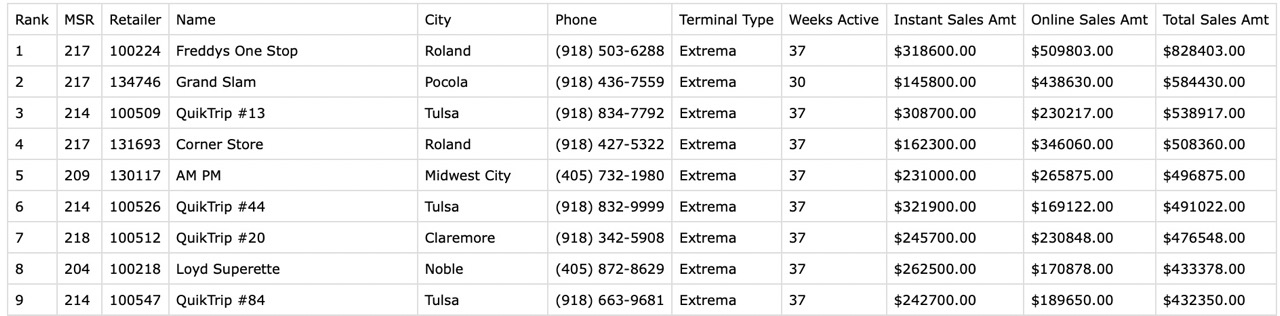 Rank MSR Retailer Name City Phone Terminal Type Weeks Active Instant Sales Amt Online Sales Amt Total Sales Amt
1 217 100224 Freddys One Stop Roland (918) 503-6288 Extrema 37 $318600.00 $509803.00 $828403.00
2 217 134746 Grand Slam Pocola (918) 436-7559 Extrema 30 $145800.00 $438630.00 $584430.00
3 214 100509 QuikTrip #13 Tulsa (918) 834-7792 Extrema 37 $308700.00 $230217.00 $538917.00
4 217 131693 Corner Store Roland (918) 427-5322 Extrema 37 $162300.00 $346060.00 $508360.00
5 209 130117 AM PM Midwest City (405) 732-1980 Extrema 37 $231000.00 $265875.00 $496875.00
6 214 100526 QuikTrip #44 Tulsa (918) 832-9999 Extrema 37 $321900.00 $169122.00 $491022.00
7 218 100512 QuikTrip #20 Claremore (918) 342-5908 Extrema 37 $245700.00 $230848.00 $476548.00
8 204 100218 Loyd Superette Noble (405) 872-8629 Extrema 37 $262500.00 $170878.00 $433378.00
9 214 100547 QuikTrip #84 Tulsa (918) 663-9681 Extrema 37 $242700.00 $189650.00 $432350.00